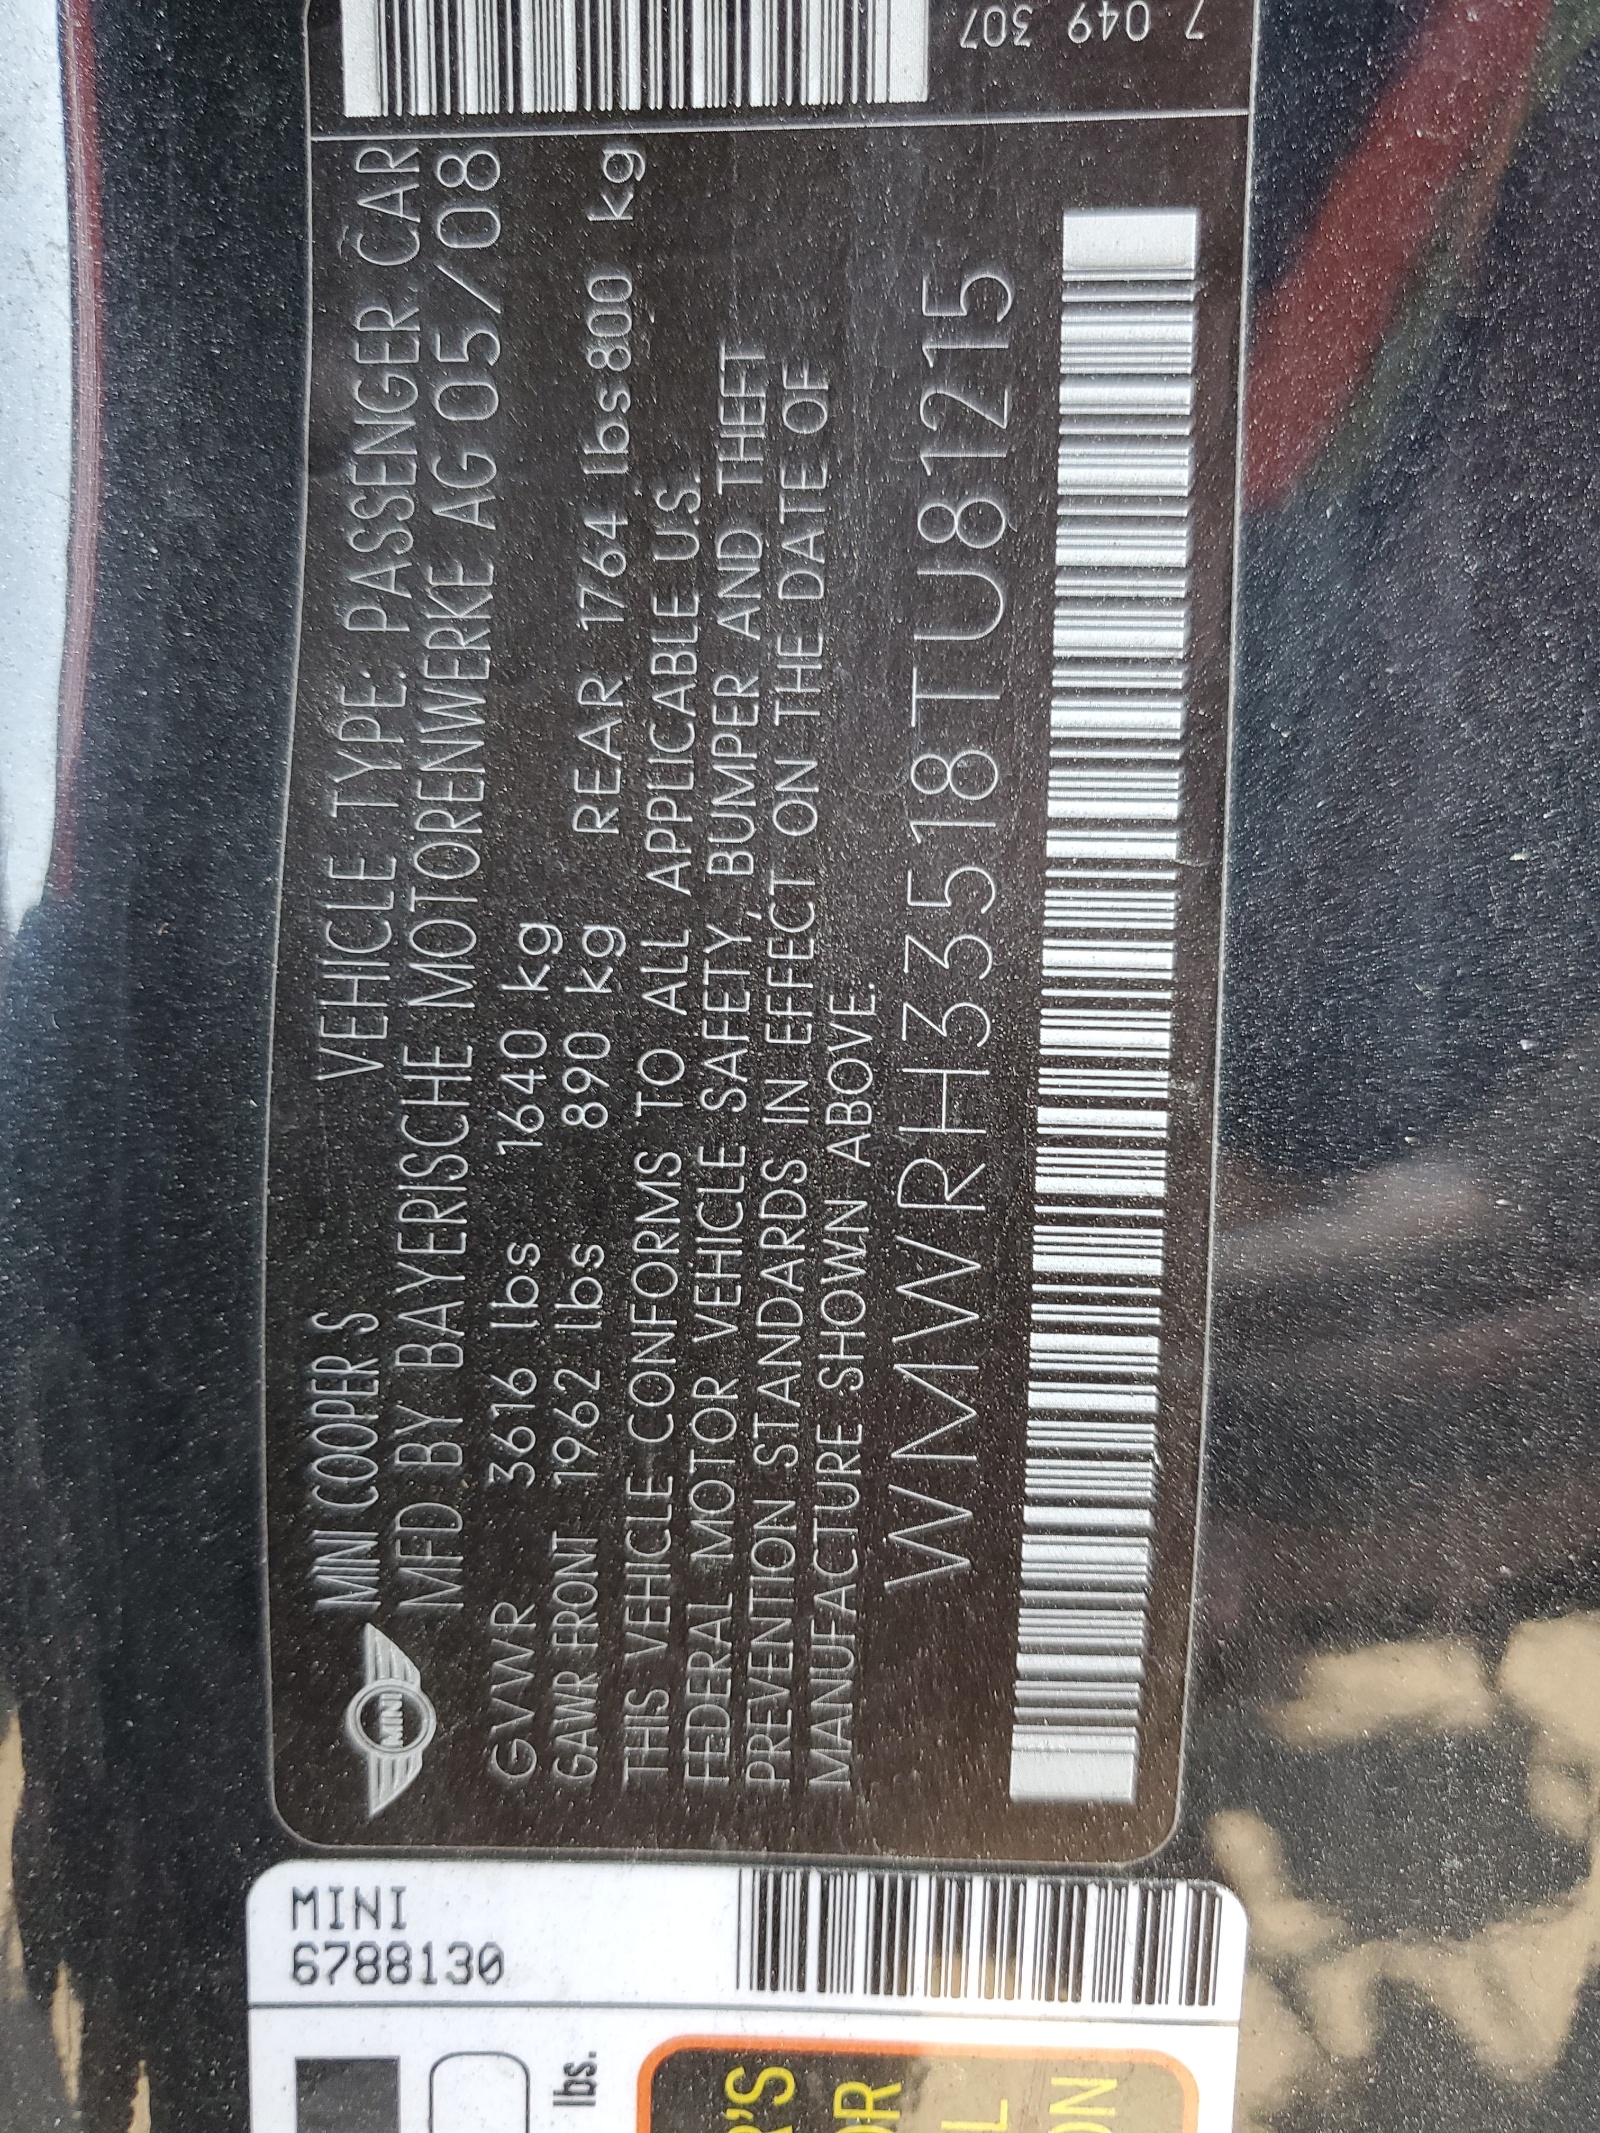 7 049 307
MINI
MINI COOPER S VEHICLE TYPE: PASSENGER CAR
MFD BY BAYERISCHE MOTORENWERKE AG 05/08
GVWR 3616 lbs 1640 kg
GAWR FRONT 1962 lbs 890 kg REAR 1764 lbs 800 kg
THIS VEHICLE CONFORMS TO ALL APPLICABLE U.S.
FEDERAL MOTOR VEHICLE SAFETY, BUMPER AND THEFT
PREVENTION STANDARDS IN EFFECT ON THE DATE OF
MANUFACTURE SHOWN ABOVE.
WMWRH33518TU81215
MINI
6788130
lbs.